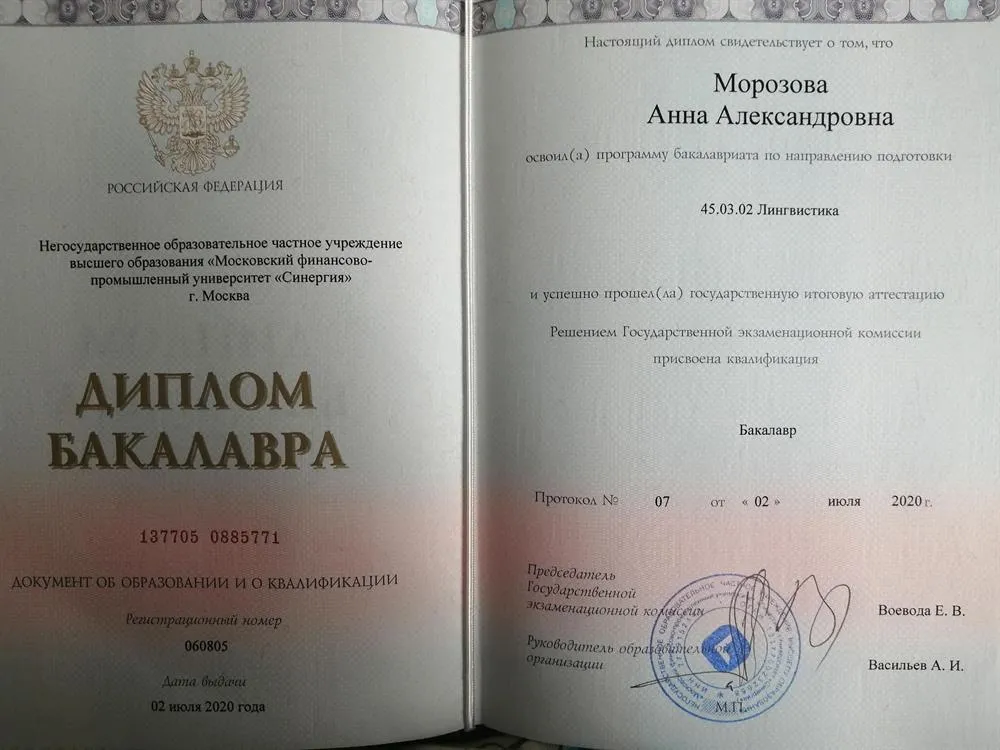 РОССИЙСКАЯ ФЕДЕРАЦИЯ
Негосударственное образовательное частное учреждение
высшего образования «Московский финансово-
промышленный университет «Синергия»
г. Москва
ДИПЛОМ
БАКАЛАВРА
137705 0885771
ДОКУМЕНТ ОБ ОБРАЗОВАНИИ И О КВАЛИФИКАЦИИ
Регистрационный номер
060805
Дата выдачи
02 июля 2020 года
Настоящий диплом свидетельствует о том, что
Морозова
Анна Александровна
освоил(а) программу бакалавриата по направлению подготовки
45.03.02 Лингвистика
и успешно прошел(ла) государственную итоговую аттестацию
Решением Государственной экзаменационной комиссии
присвоена квалификация
Бакалавр
Протокол № 07 от « 02 » июля 2020 г.
Председатель
Государственной
экзаменационной комиссии
Воевода Е. В.
Руководитель образовательной
организации
Васильев А. И.
М.П.